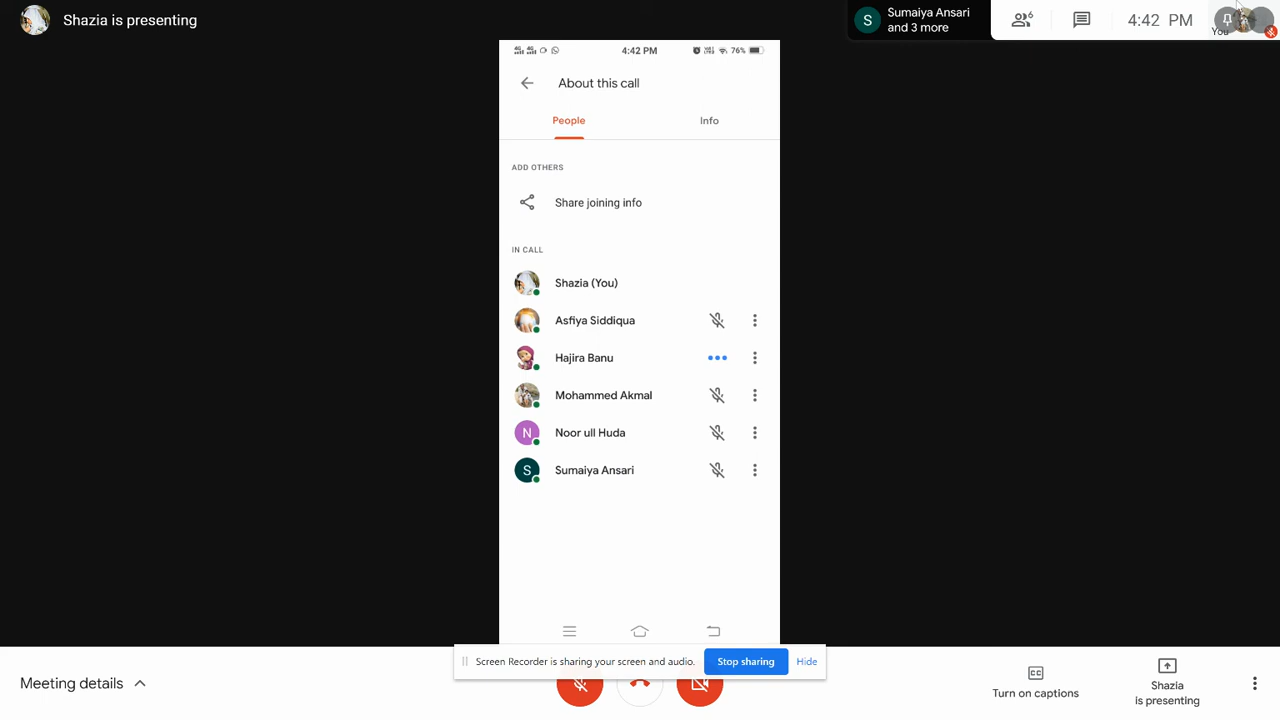 Shazia is presenting
S
Sumaiya Ansari
and 3 more
6
4:42 PM
You
4:42 PM
76%
About this call
People
Info
ADD OTHERS
Share joining info
IN CALL
Shazia (You)
Asfiya Siddiqua
Hajira Banu
Mohammed Akmal
N
Noor ull Huda
S
Sumaiya Ansari
Screen Recorder is sharing your screen and audio.
Stop sharing
Hide
Meeting details
CC
Turn on captions
Shazia
is presenting